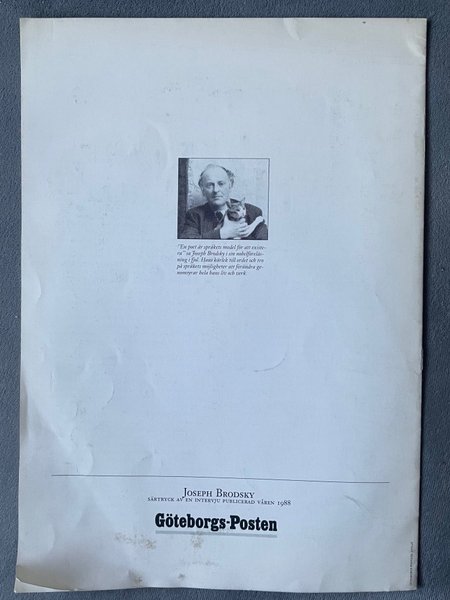 "En poet är språkets medel för att existe-
ra" sa Joseph Brodsky i sin nobelföreläs-
ning i fjol. Hans kärlek till ordet och tro
på språkets möjligheter att förändra ge-
nomsyrar hela hans liv och verk.
JOSEPH BRODSKY
SÄRTRYCK AV EN INTERVJU PUBLICERAD VÅREN 1988
Göteborgs-Posten